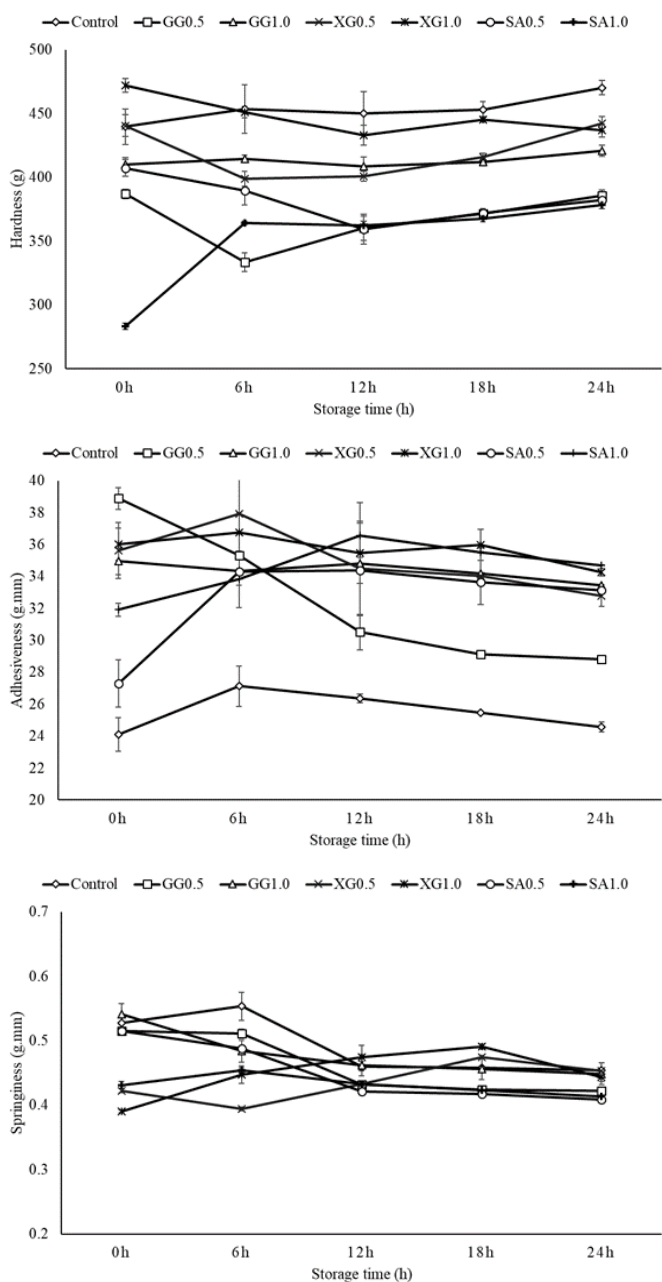 Control GG0.5 GG1.0 XG0.5 XG1.0 SA0.5 SA1.0
500
450
400
350
300
250
Hardness (g)
0h 6h 12h 18h 24h
Storage time (h)
Control GG0.5 GG1.0 XG0.5 XG1.0 SA0.5 SA1.0
40
38
36
34
32
30
28
26
24
22
20
Adhesiveness (g.mm)
0h 6h 12h 18h 24h
Storage time (h)
Control GG0.5 GG1.0 XG0.5 XG1.0 SA0.5 SA1.0
0.7
0.6
0.5
0.4
0.3
0.2
Springiness (g.mm)
0h 6h 12h 18h 24h
Storage time (h)